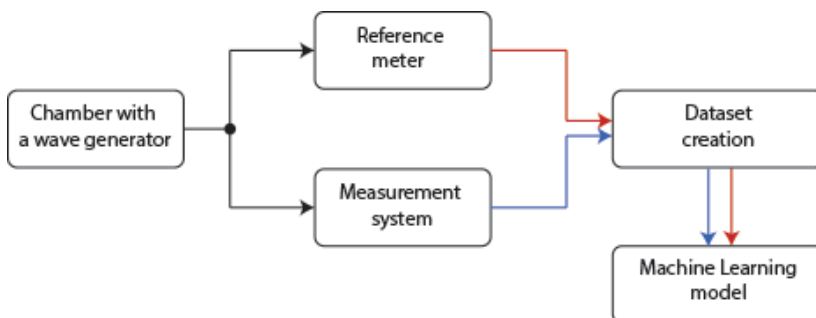 Reference
meter
Chamber with
a wave generator
Dataset
creation
Measurement
system
Machine Learning
model